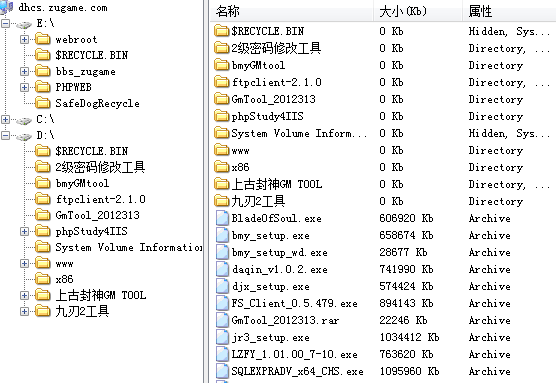 dhcs.zugame.com
E:\
webroot
$RECYCLE.BIN
bbs_zugame
PHPWEB
SafeDogRecycle
C:\
D:\
$RECYCLE.BIN
2级密码修改工具
bmyGMtool
ftpclient-2.1.0
GmTool_2012313
phpStudy4IIS
System Volume Information
www
x86
上古封神GM TOOL
九刃2工具
名称 大小(Kb) 属性
$RECYCLE.BIN 0 Kb Hidden, Sys...
2级密码修改工具 0 Kb Directory, ...
bmyGMtool 0 Kb Directory
ftpclient-2.1.0 0 Kb Directory
GmTool_2012313 0 Kb Directory
phpStudy4IIS 0 Kb Directory
System Volume Inform... 0 Kb Hidden, Sys...
www 0 Kb Directory
x86 0 Kb Directory
上古封神GM TOOL 0 Kb Directory, ...
九刃2工具 0 Kb Directory
BladeOfSoul.exe 606920 Kb Archive
bmy_setup.exe 658674 Kb Archive
bmy_setup_wd.exe 28677 Kb Archive
daqin_v1.0.2.exe 741990 Kb Archive
djx_setup.exe 574424 Kb Archive
FS_Client_0.5.479.exe 894143 Kb Archive
GmTool_2012313.rar 22246 Kb Archive
jr3_setup.exe 1034412 Kb Archive
LZFY_1.01.00_7-10.exe 763620 Kb Archive
SQLEXPRADV_x64_CHS.exe 1095960 Kb Archive